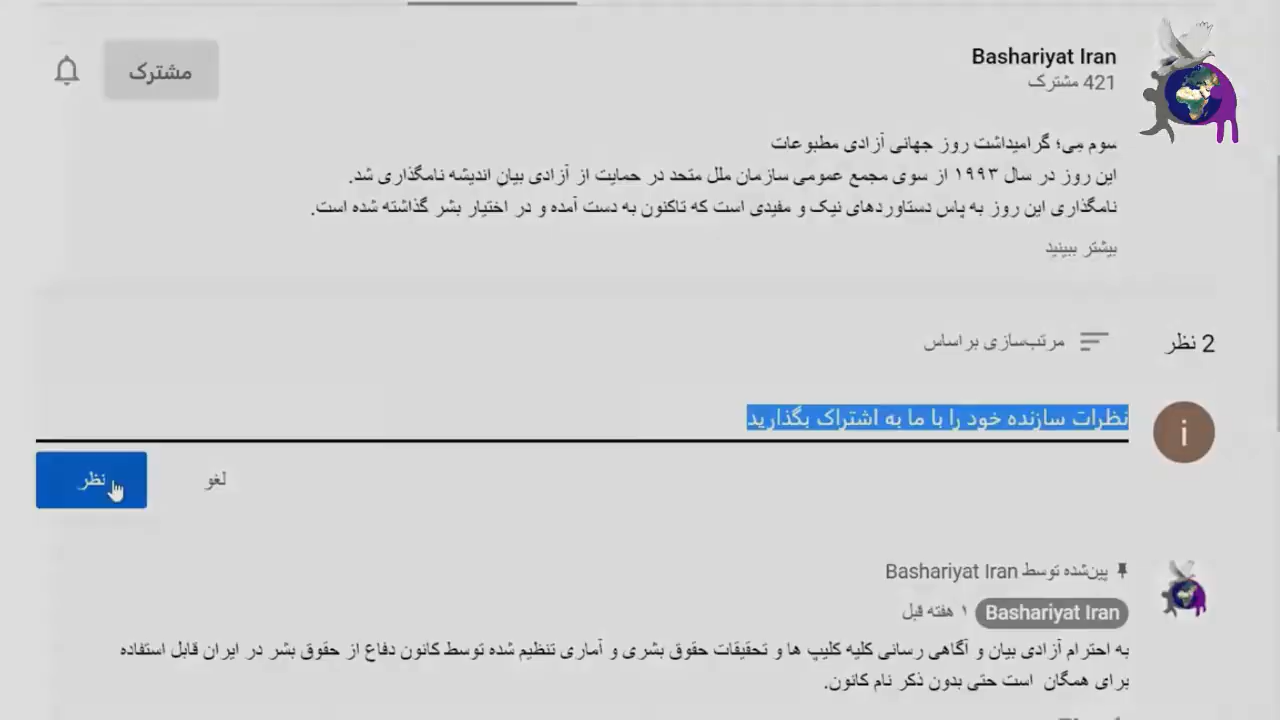 Bashariyat Iran
421 مشترک
مشترک
سوم مِی؛ گرامیداشت روز جهانی آزادی مطبوعات
این روز در سال ۱۹۹۳ از سوی مجمع عمومی سازمان ملل متحد در حمایت از آزادی بیانِ اندیشه نامگذاری شد.
نامگذاری این روز به پاس دستاوردهای نیک و مفیدی است که تاکنون به دست آمده و در اختیار بشر گذاشته شده است.
بیشتر ببینید
2 نظر
مرتب‌سازی براساس
i
نظرات سازنده خود را با ما به اشتراک بگذارید
لغو
نظر
پین‌شده توسط Bashariyat Iran
Bashariyat Iran ۱ هفته قبل
به احترام آزادی بیان و آگاهی رسانی کلیه کلیپ ها و تحقیقات حقوق بشری و آماری تنظیم شده توسط کانون دفاع از حقوق بشر در ایران قابل استفاده
برای همگان است حتی بدون ذکر نام کانون.